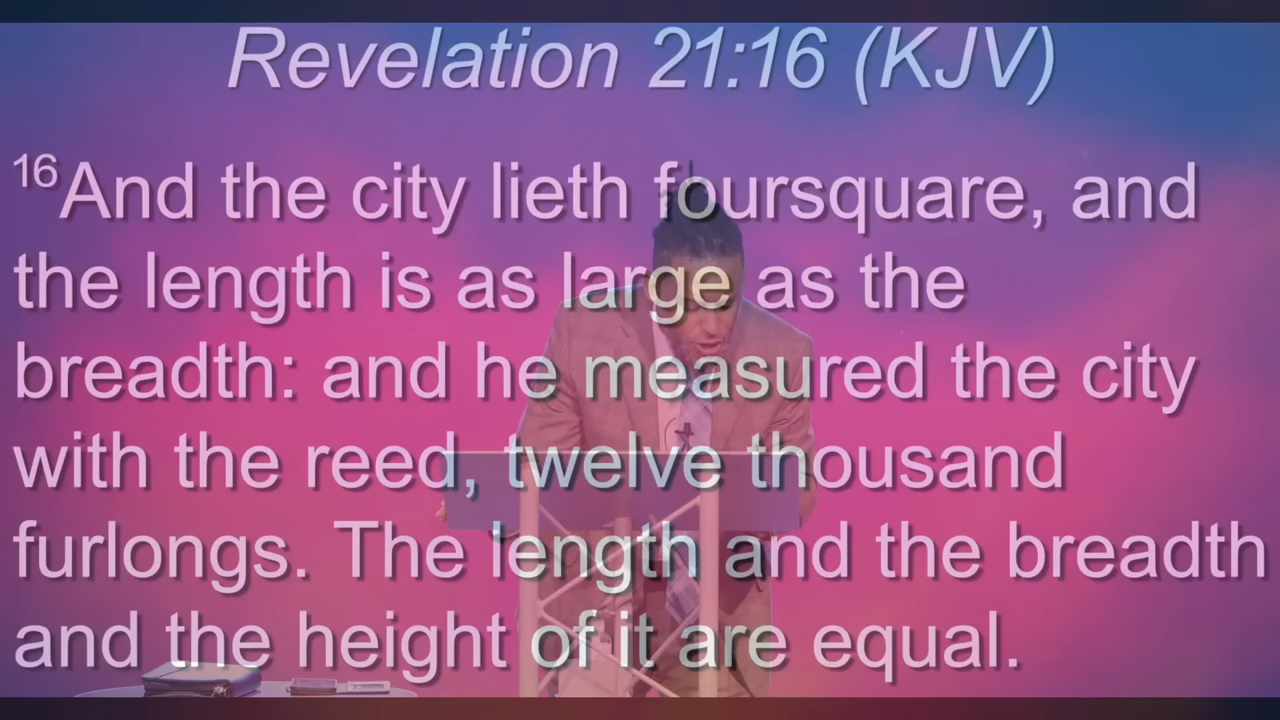 Revelation 21:16 (KJV)
16And the city lieth foursquare, and
the length is as large as the
breadth: and he measured the city
with the reed, twelve thousand
furlongs. The length and the breadth
and the height of it are equal.